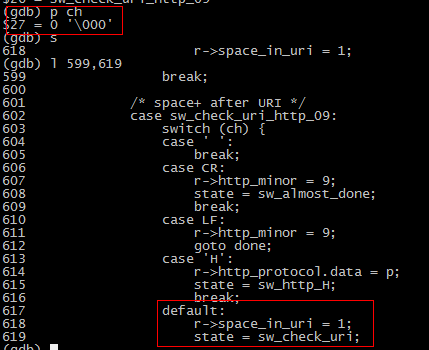 $26 = sw_check_uri_http_09
(gdb) p ch
$27 = 0 '\000'
(gdb) s
618 r->space_in_uri = 1;
(gdb) l 599,619
599 break;
600
601 /* space+ after URI */
602 case sw_check_uri_http_09:
603 switch (ch) {
604 case ' ':
605 break;
606 case CR:
607 r->http_minor = 9;
608 state = sw_almost_done;
609 break;
610 case LF:
611 r->http_minor = 9;
612 goto done;
613 case 'H':
614 r->http_protocol.data = p;
615 state = sw_http_H;
616 break;
617 default:
618 r->space_in_uri = 1;
619 state = sw_check_uri;
(gdb)